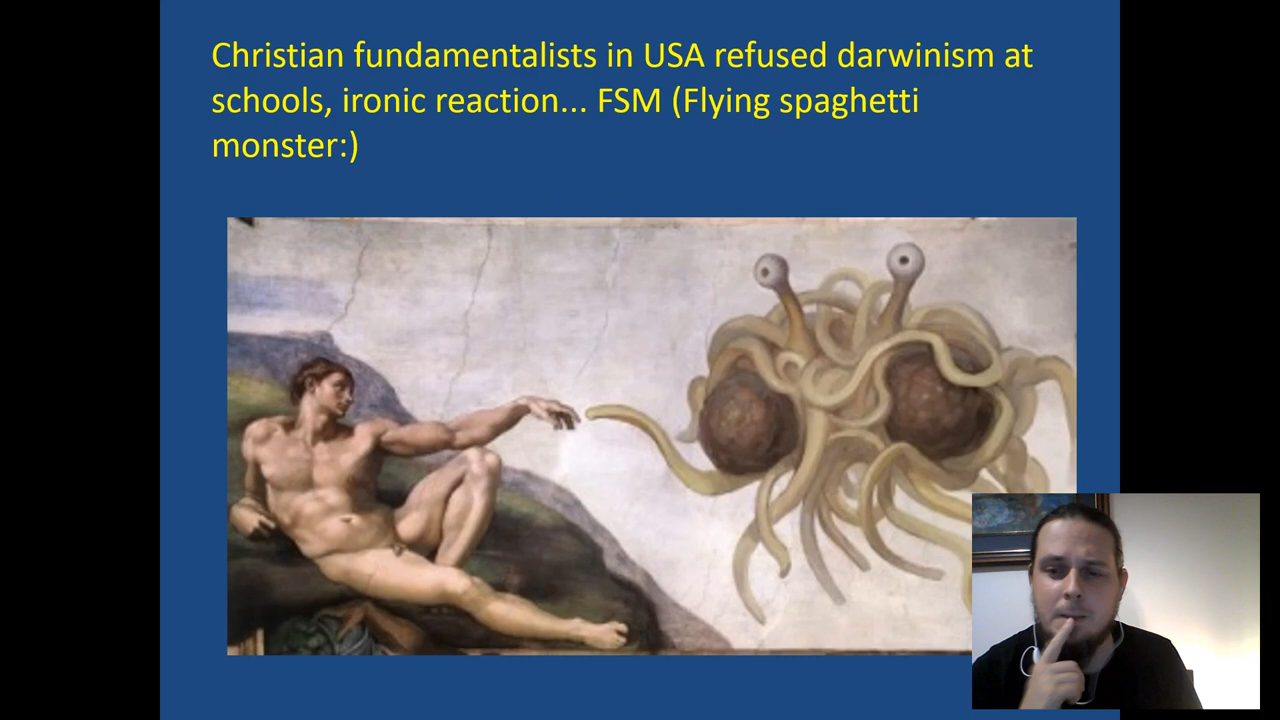 Christian fundamentalists in USA refused darwinism at
schools, ironic reaction... FSM (Flying spaghetti
monster:)